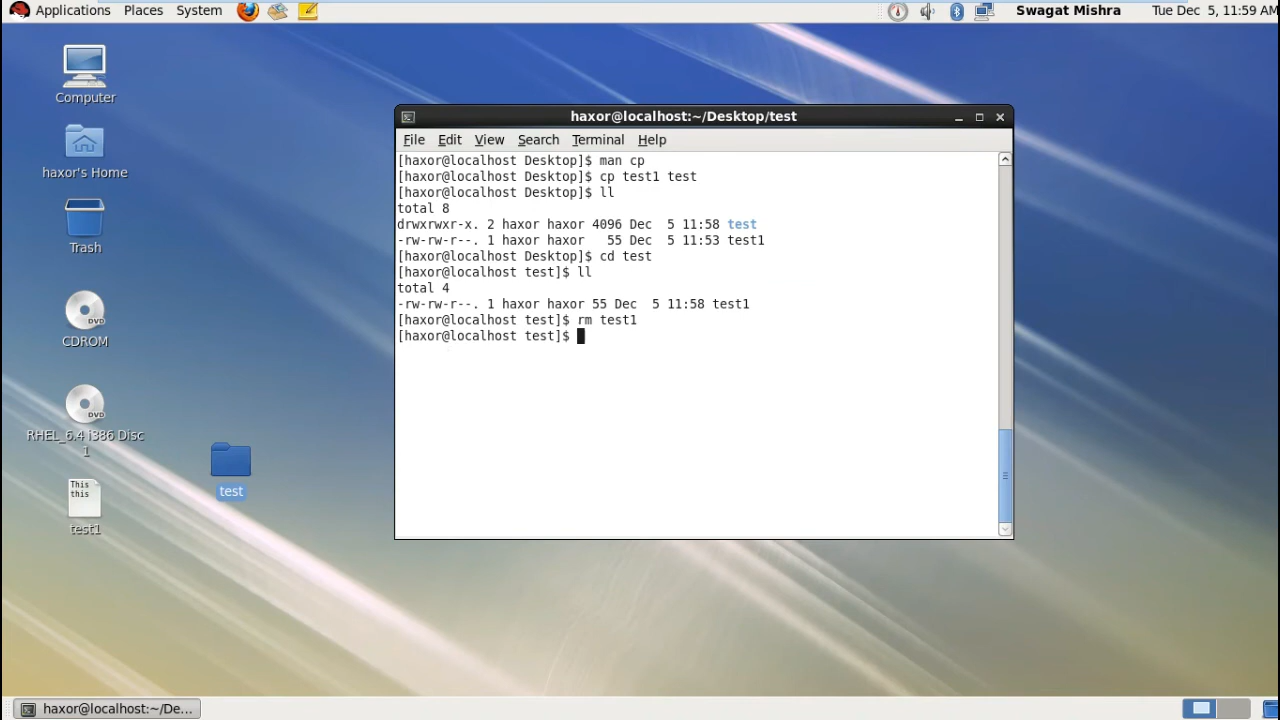 Applications Places System Swagat Mishra Tue Dec 5, 11:59 AM
Computer
haxor's Home
Trash
CDROM
RHEL_6.4 i386 Disc
1
This
this
test1
test
haxor@localhost:~/Desktop/test
File Edit View Search Terminal Help
[haxor@localhost Desktop]$ man cp
[haxor@localhost Desktop]$ cp test1 test
[haxor@localhost Desktop]$ ll
total 8
drwxrwxr-x. 2 haxor haxor 4096 Dec  5 11:58 test
-rw-rw-r--. 1 haxor haxor   55 Dec  5 11:53 test1
[haxor@localhost Desktop]$ cd test
[haxor@localhost test]$ ll
total 4
-rw-rw-r--. 1 haxor haxor 55 Dec  5 11:58 test1
[haxor@localhost test]$ rm test1
[haxor@localhost test]$
haxor@localhost:~/De...